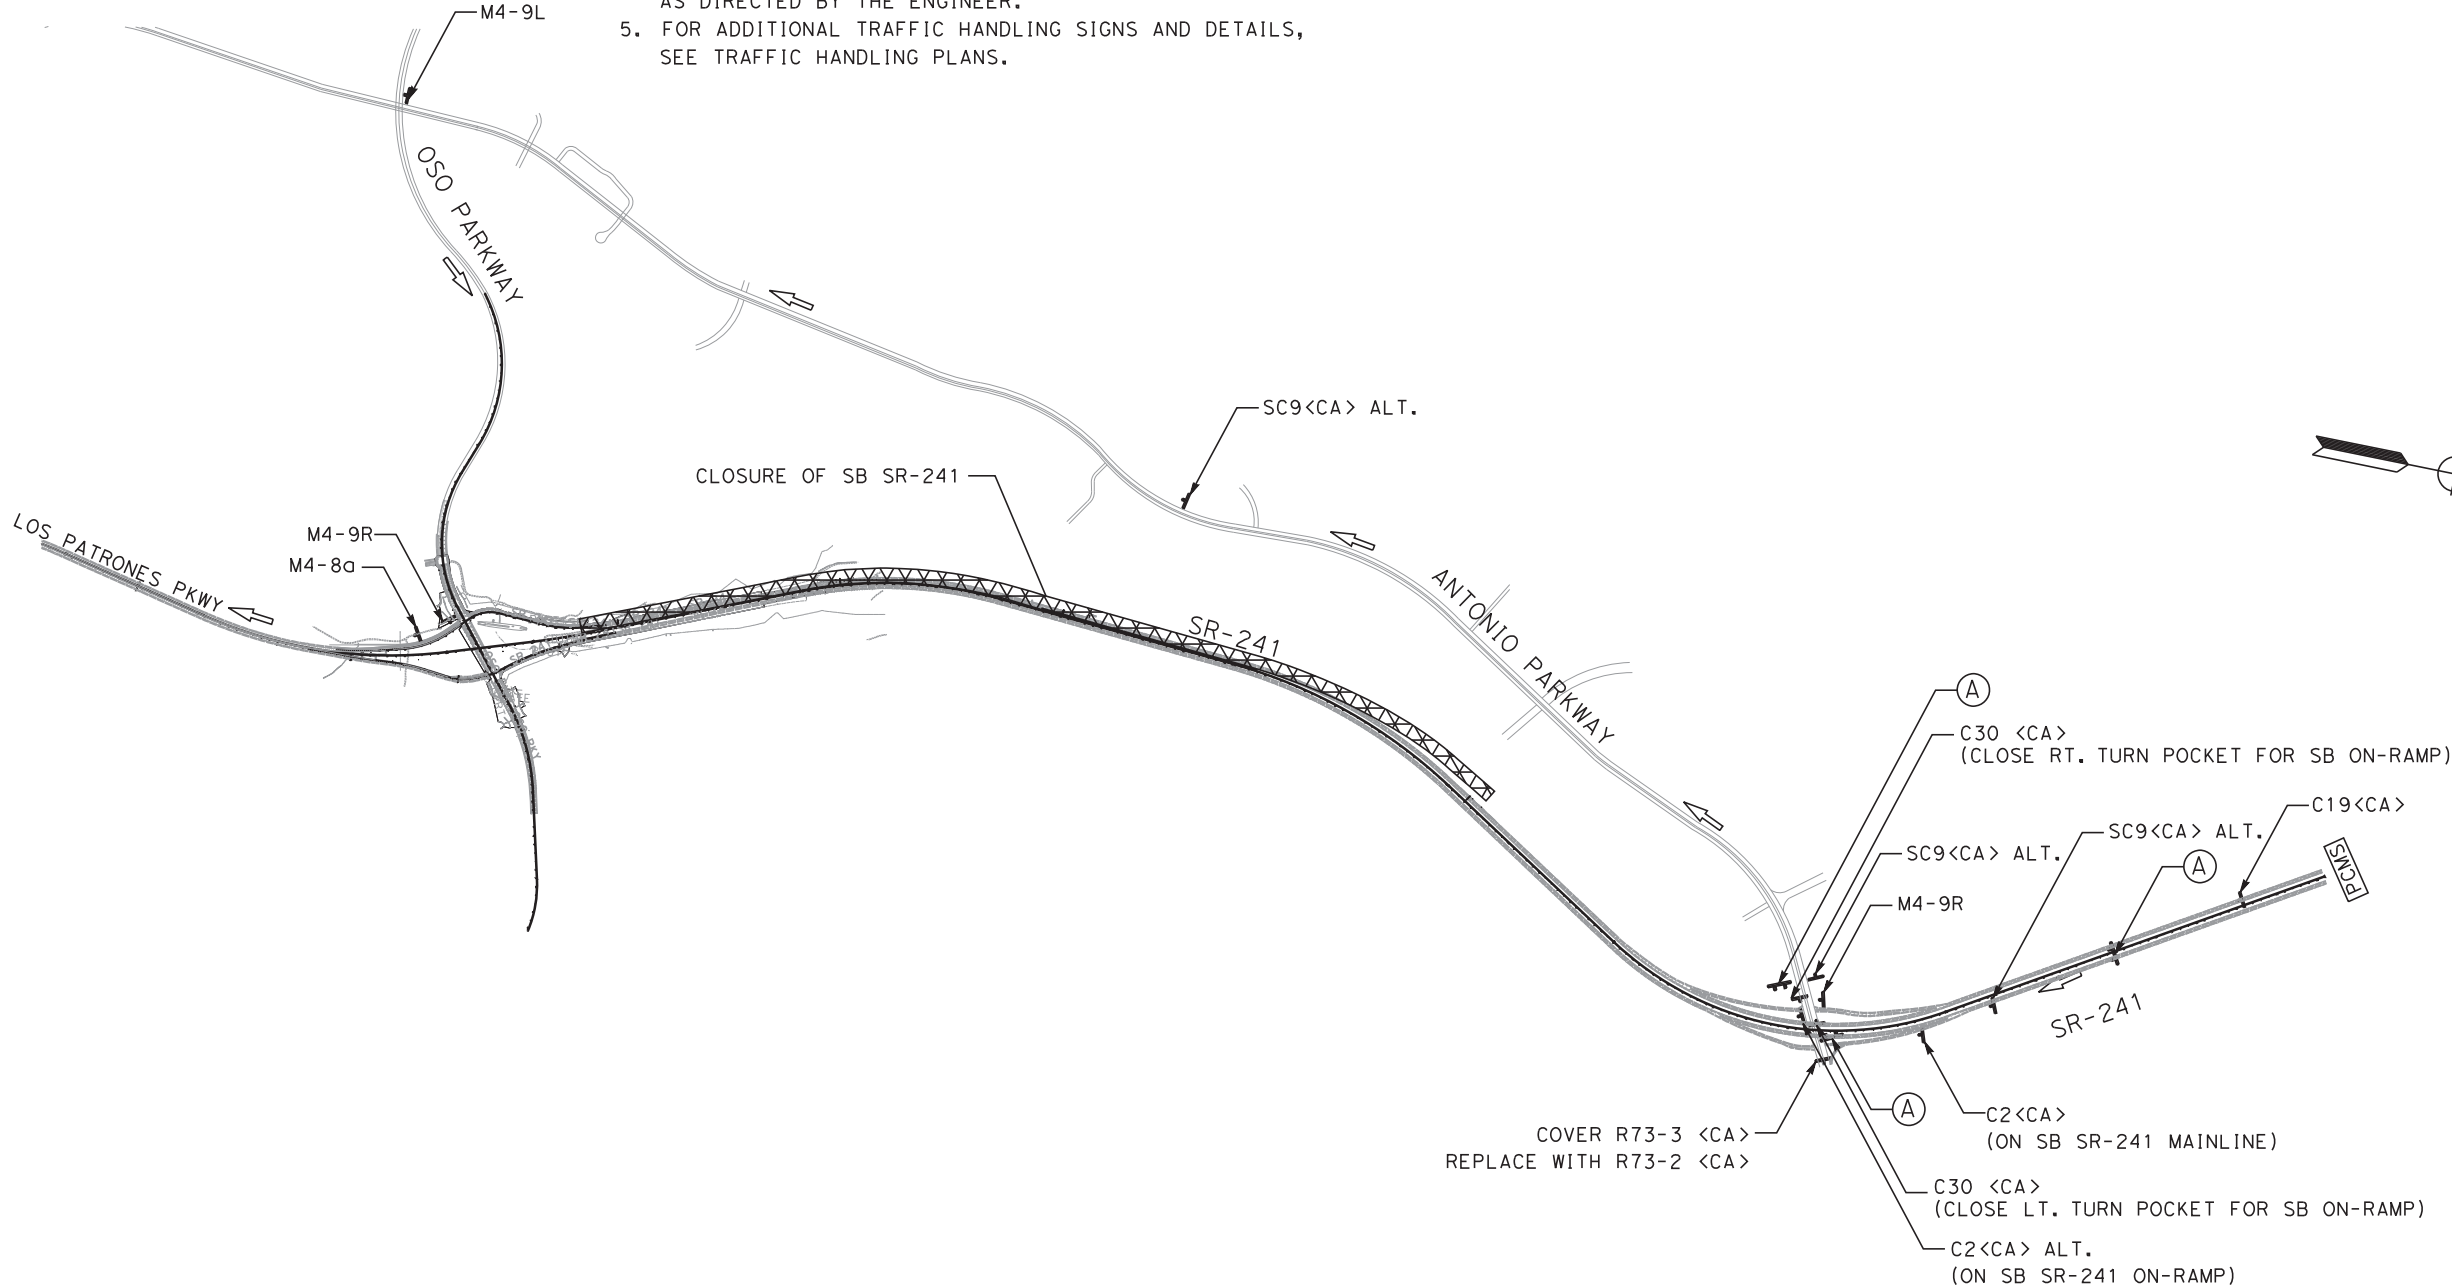 AS DIRECTED BY THE ENGINEER.
M4-9L
5. FOR ADDITIONAL TRAFFIC HANDLING SIGNS AND DETAILS,
SEE TRAFFIC HANDLING PLANS.
OSO PARKWAY
SC9<CA> ALT.
CLOSURE OF SB SR-241
LOS PATRONES PKWY
M4-9R
M4-8a
SR-241
ANTONIO PARKWAY
A
C30 <CA>
(CLOSE RT. TURN POCKET FOR SB ON-RAMP)
C19<CA>
SC9<CA> ALT.
SC9<CA> ALT.
A
PCMS
M4-9R
SR-241
A
C2<CA>
(ON SB SR-241 MAINLINE)
COVER R73-3 <CA>
REPLACE WITH R73-2 <CA>
C30 <CA>
(CLOSE LT. TURN POCKET FOR SB ON-RAMP)
C2<CA> ALT.
(ON SB SR-241 ON-RAMP)